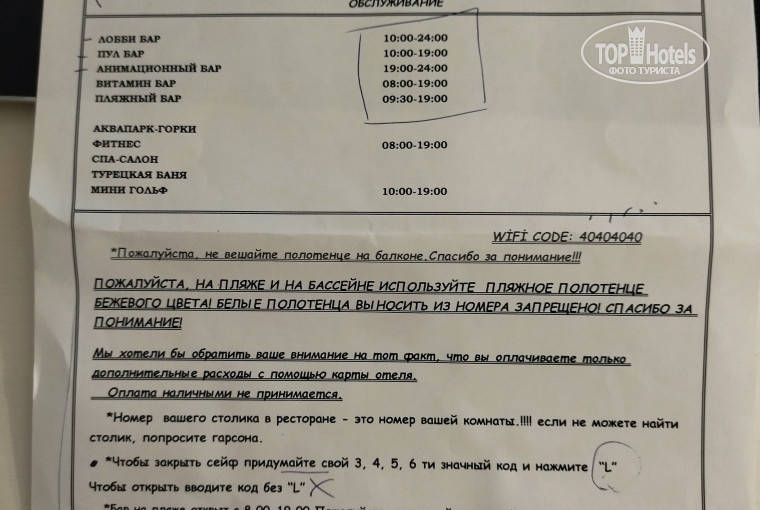 ОБСЛУЖИВАНИЕ
TOP Hotels
ФОТО ТУРИСТА
ЛОББИ БАР 10:00-24:00
ПУЛ БАР 10:00-19:00
АНИМАЦИОННЫЙ БАР 19:00-24:00
ВИТАМИН БАР 08:00-19:00
ПЛЯЖНЫЙ БАР 09:30-19:00
АКВАПАРК-ГОРКИ
ФИТНЕС 08:00-19:00
СПА-САЛОН
ТУРЕЦКАЯ БАНЯ
МИНИ ГОЛЬФ 10:00-19:00
WİFİ CODE: 40404040
*Пожалуйста, не вешайте полотенце на балконе.Спасибо за понимание!!!
ПОЖАЛУЙСТА, НА ПЛЯЖЕ И НА БАССЕЙНЕ ИСПОЛЬЗУЙТЕ ПЛЯЖНОЕ ПОЛОТЕНЦЕ
БЕЖЕВОГО ЦВЕТА! БЕЛЫЕ ПОЛОТЕНЦА ВЫНОСИТЬ ИЗ НОМЕРА ЗАПРЕЩЕНО! СПАСИБО ЗА
ПОНИМАНИЕ!
Мы хотели бы обратить ваше внимание на тот факт, что вы оплачиваете только
дополнительные расходы с помощью карты отеля.
Оплата наличными не принимается.
*Номер вашего столика в ресторане - это номер вашей комнаты.!!!! если не можете найти
столик, попросите гарсона.
• *Чтобы закрыть сейф придумайте свой 3, 4, 5, 6 ти значный код и нажмите "L"
Чтобы открыть вводите код без "L"
*Бар на пляже открыт с